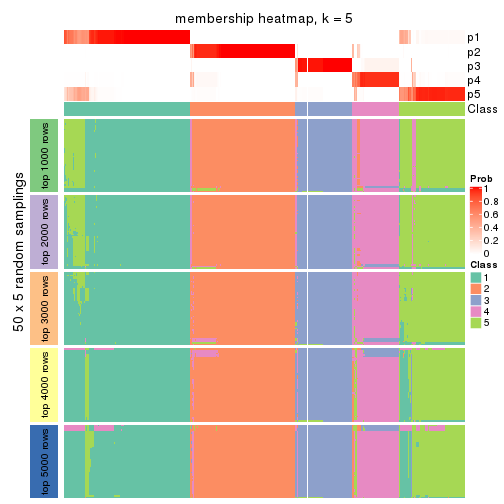 membership heatmap, k = 5
p1
p2
p3
p4
p5
Class
50 x 5 random samplings
top 1000 rows
top 2000 rows
top 3000 rows
top 4000 rows
top 5000 rows
Prob
1
0.8
0.6
0.4
0.2
0
Class
1
2
3
4
5